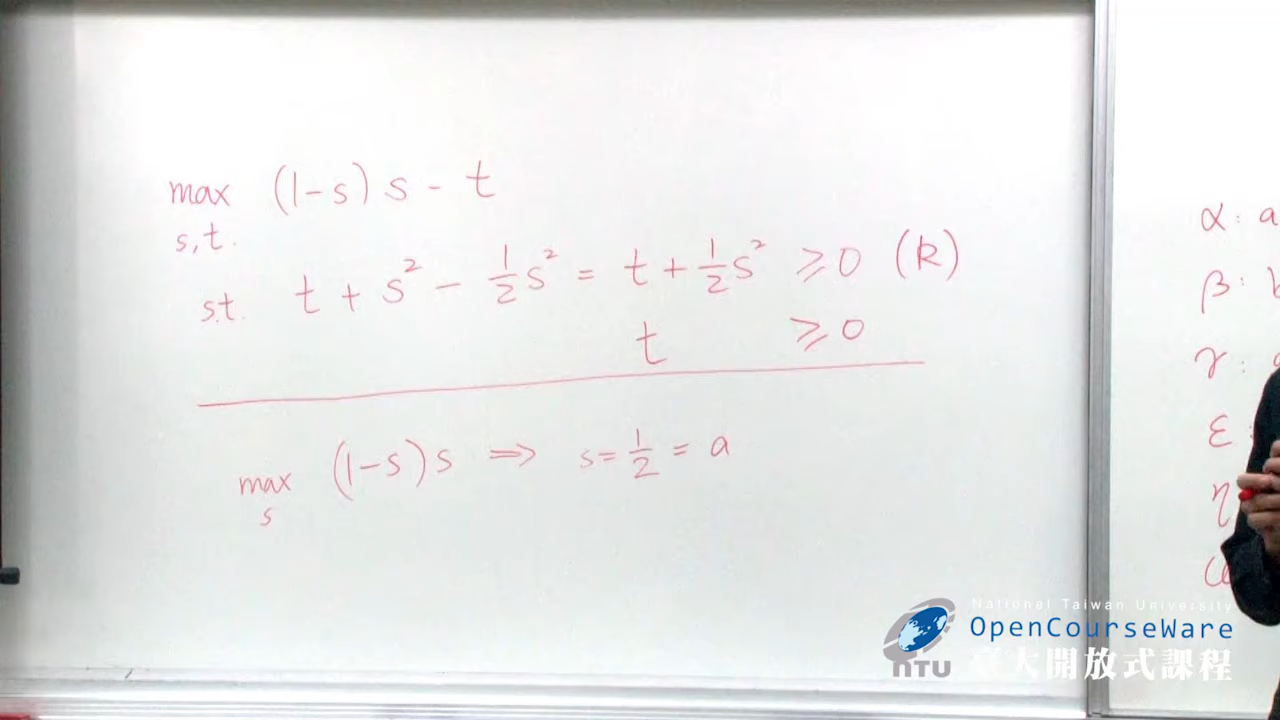 max (1-s) s - t
s,t.
s.t. t + s² - ½s² = t + ½s² ⩾0 (k)
t ⩾0
max (1-s)s ⇒ s = ½ = a
s
α: a
β: b
γ:
ε:
η
National Taiwan University
OpenCourseWare
NTU 臺大開放式課程